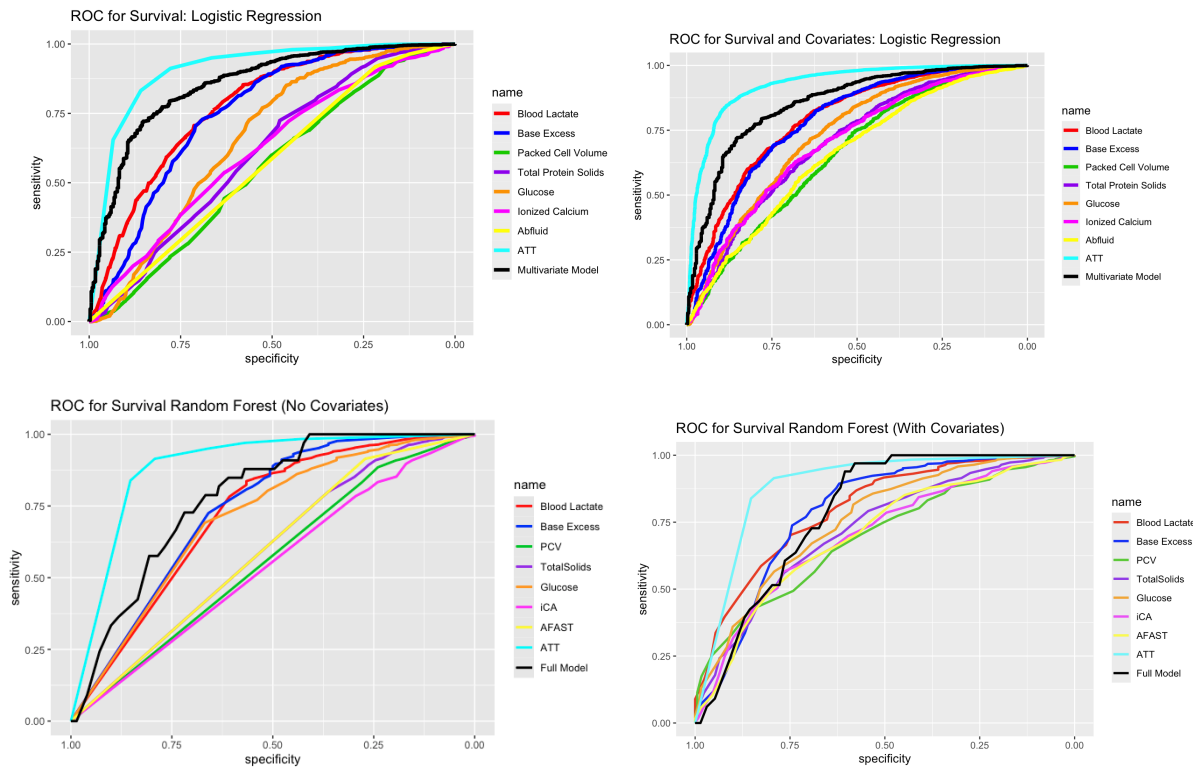 ROC for Survival: Logistic Regression
1.00
0.75
0.50
0.25
0.00
sensitivity
1.00 0.75 0.50 0.25 0.00
specificity
name
Blood Lactate
Base Excess
Packed Cell Volume
Total Protein Solids
Glucose
Ionized Calcium
Abfluid
ATT
Multivariate Model
ROC for Survival and Covariates: Logistic Regression
1.00
0.75
0.50
0.25
0.00
sensitivity
1.00 0.75 0.50 0.25 0.00
specificity
name
Blood Lactate
Base Excess
Packed Cell Volume
Total Protein Solids
Glucose
Ionized Calcium
Abfluid
ATT
Multivariate Model
ROC for Survival Random Forest (No Covariates)
1.00
0.75
0.50
0.25
0.00
sensitivity
1.00 0.75 0.50 0.25 0.00
specificity
name
Blood Lactate
Base Excess
PCV
TotalSolids
Glucose
iCA
AFAST
ATT
Full Model
ROC for Survival Random Forest (With Covariates)
1.00
0.75
0.50
0.25
0.00
sensitivity
1.00 0.75 0.50 0.25 0.00
specificity
name
Blood Lactate
Base Excess
PCV
TotalSolids
Glucose
iCA
AFAST
ATT
Full Model